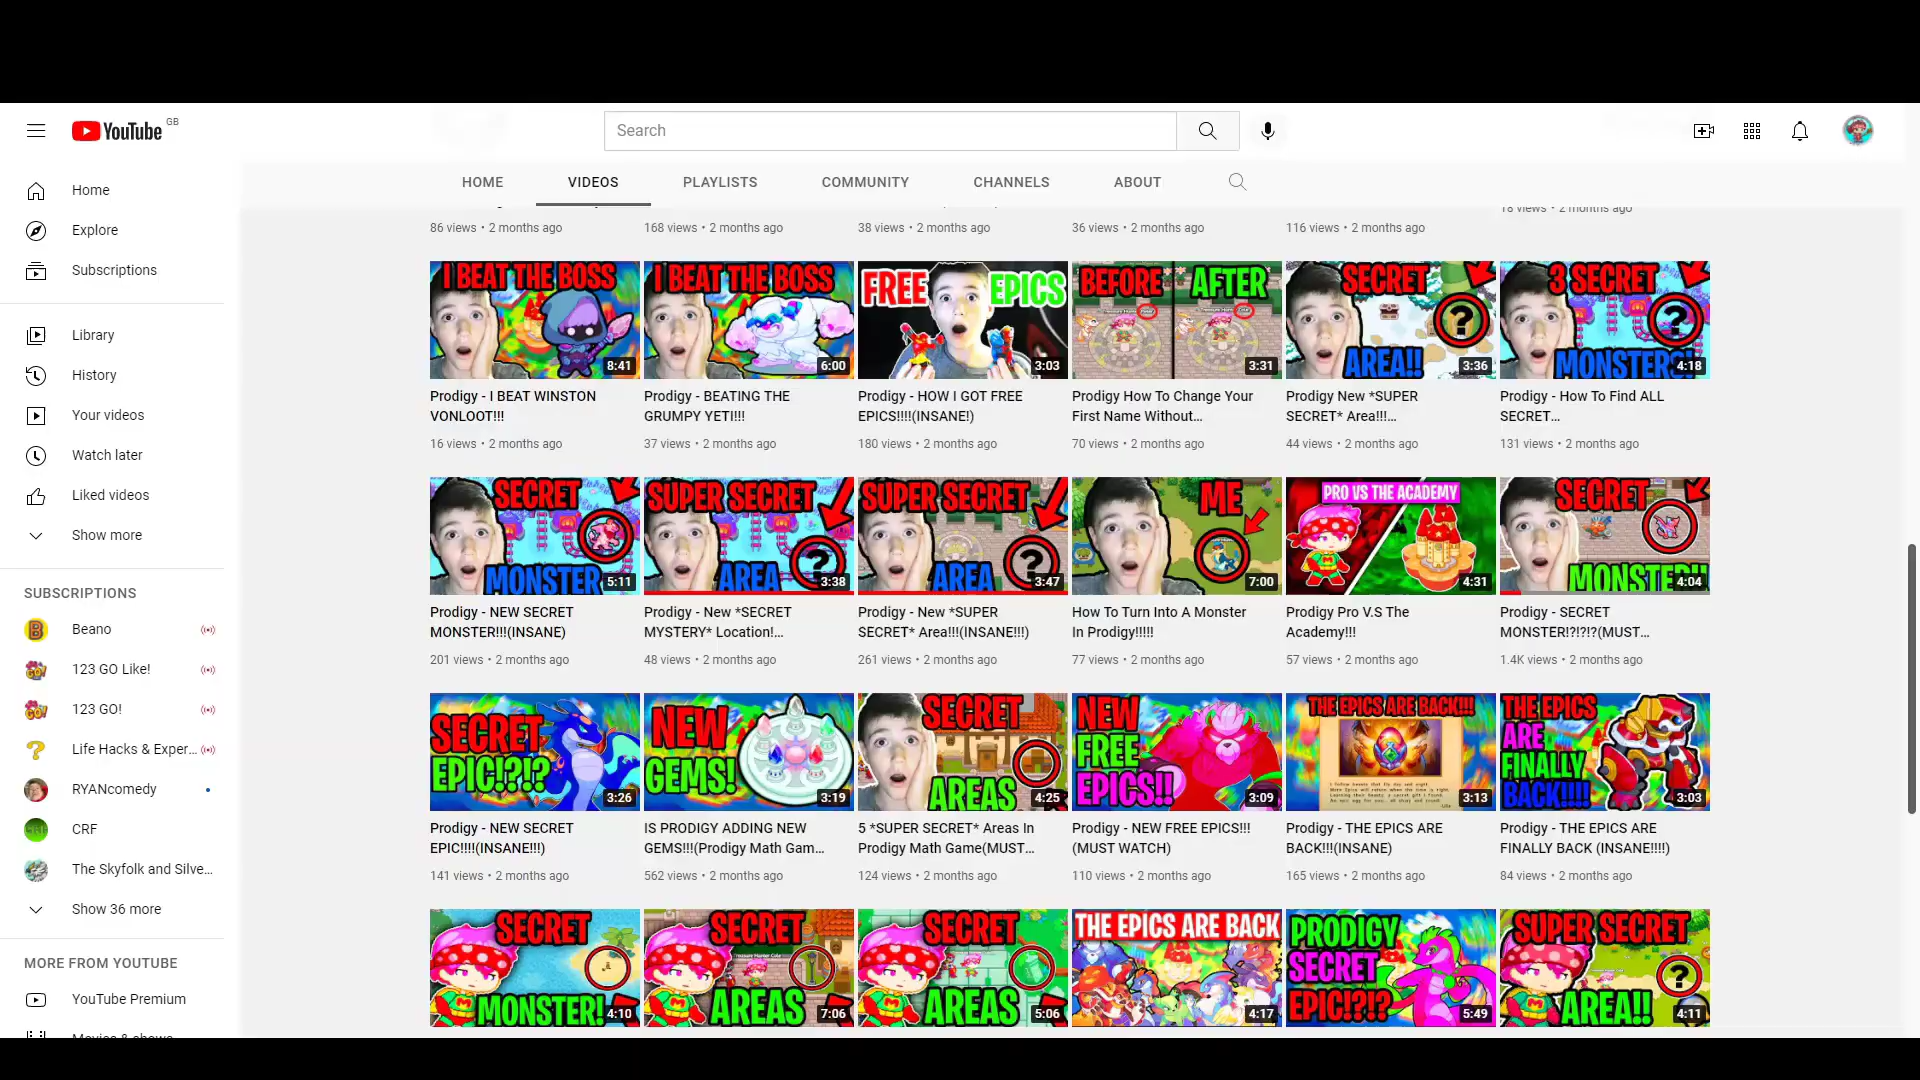 YouTube GB
Search
Home
Explore
Subscriptions
Library
History
Your videos
Watch later
Liked videos
Show more
SUBSCRIPTIONS
Beano
123 GO Like!
123 GO!
Life Hacks & Exper...
RYANcomedy
CRF
The Skyfolk and Silve...
Show 36 more
MORE FROM YOUTUBE
YouTube Premium
HOME VIDEOS PLAYLISTS COMMUNITY CHANNELS ABOUT
86 views • 2 months ago
168 views • 2 months ago
38 views • 2 months ago
36 views • 2 months ago
116 views • 2 months ago
18 views • 2 months ago
I BEAT THE BOSS
8:41
Prodigy - I BEAT WINSTON
VONLOOT!!!
16 views • 2 months ago
I BEAT THE BOSS
6:00
Prodigy - BEATING THE
GRUMPY YETI!!!
37 views • 2 months ago
FREE EPICS
3:03
Prodigy - HOW I GOT FREE
EPICS!!!!(INSANE!)
180 views • 2 months ago
BEFORE AFTER
3:31
Prodigy How To Change Your
First Name Without...
70 views • 2 months ago
SECRET
?
AREA!!
3:36
Prodigy New *SUPER
SECRET* Area!!!...
44 views • 2 months ago
3 SECRET
?
MONSTERS!
4:18
Prodigy - How To Find ALL
SECRET...
131 views • 2 months ago
SECRET
MONSTER
5:11
Prodigy - NEW SECRET
MONSTER!!!(INSANE)
201 views • 2 months ago
SUPER SECRET
?
AREA
3:38
Prodigy - New *SECRET
MYSTERY* Location!...
48 views • 2 months ago
SUPER SECRET
?
AREA
3:47
Prodigy - New *SUPER
SECRET* Area!!!(INSANE!!!)
261 views • 2 months ago
ME
7:00
How To Turn Into A Monster
In Prodigy!!!!!
77 views • 2 months ago
PRO VS THE ACADEMY
M
4:31
Prodigy Pro V.S The
Academy!!!
57 views • 2 months ago
SECRET
MONSTER!!
4:04
Prodigy - SECRET
MONSTER!?!?!?(MUST...
1.4K views • 2 months ago
SECRET
EPIC!?!?
3:26
Prodigy - NEW SECRET
EPIC!!!!(INSANE!!!)
141 views • 2 months ago
NEW
GEMS!
3:19
IS PRODIGY ADDING NEW
GEMS!!!(Prodigy Math Gam...
562 views • 2 months ago
SECRET
AREAS
4:25
5 *SUPER SECRET* Areas In
Prodigy Math Game(MUST...
124 views • 2 months ago
NEW
FREE
EPICS!!
3:09
Prodigy - NEW FREE EPICS!!!
(MUST WATCH)
110 views • 2 months ago
THE EPICS ARE BACK!!!
3:13
Prodigy - THE EPICS ARE
BACK!!!(INSANE)
165 views • 2 months ago
THE EPICS
ARE
FINALLY
BACK!!!!
3:03
Prodigy - THE EPICS ARE
FINALLY BACK (INSANE!!!!)
84 views • 2 months ago
SECRET
M
MONSTER!
4:10
SECRET
Treasure Hunter Cole
M
AREAS
7:06
SECRET
M
AREAS
5:06
THE EPICS ARE BACK
4:17
PRODIGY
SECRET
EPIC!?!?
5:49
SUPER SECRET
?
M
AREA!!
4:11